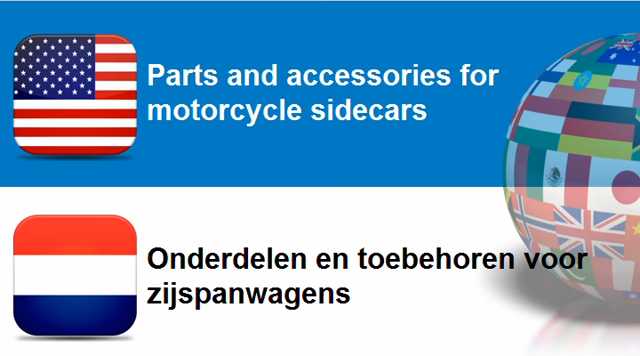 Parts and accessories for
motorcycle sidecars
Onderdelen en toebehoren voor
zijspanwagens